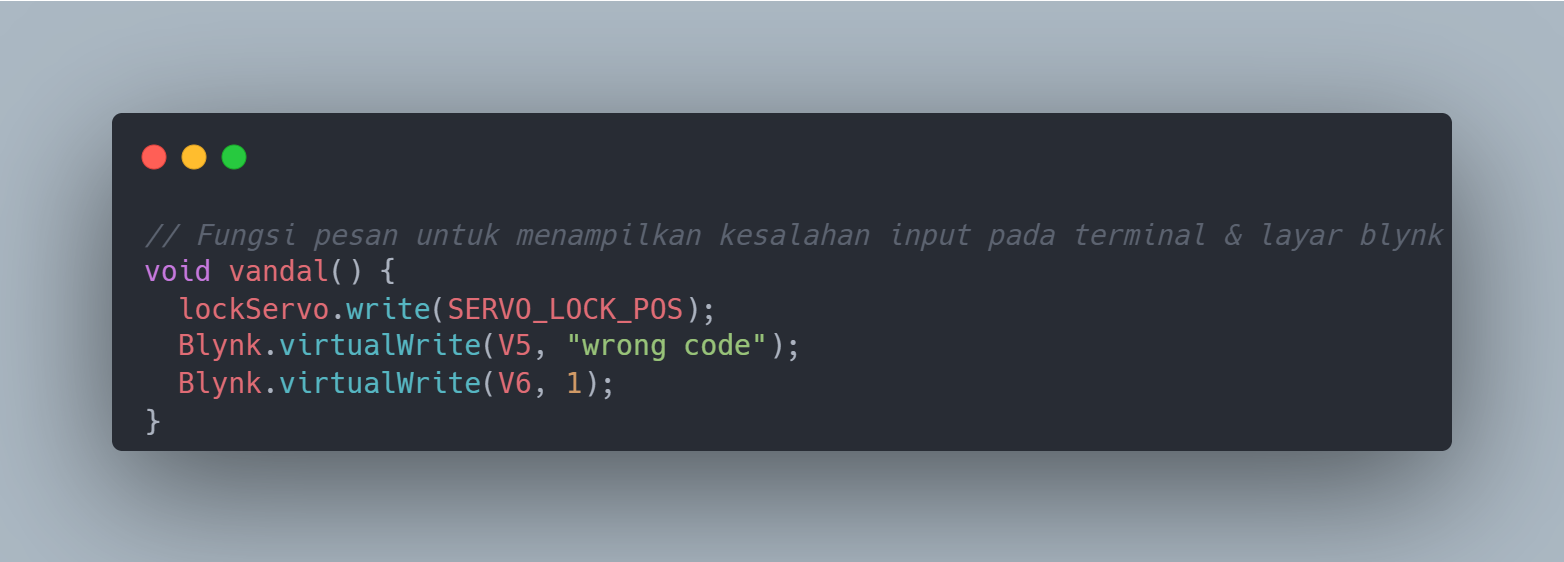 // Fungsi pesan untuk menampilkan kesalahan input pada terminal & layar blynk
void vandal() {
  lockServo.write(SERVO_LOCK_POS);
  Blynk.virtualWrite(V5, "wrong code");
  Blynk.virtualWrite(V6, 1);
}